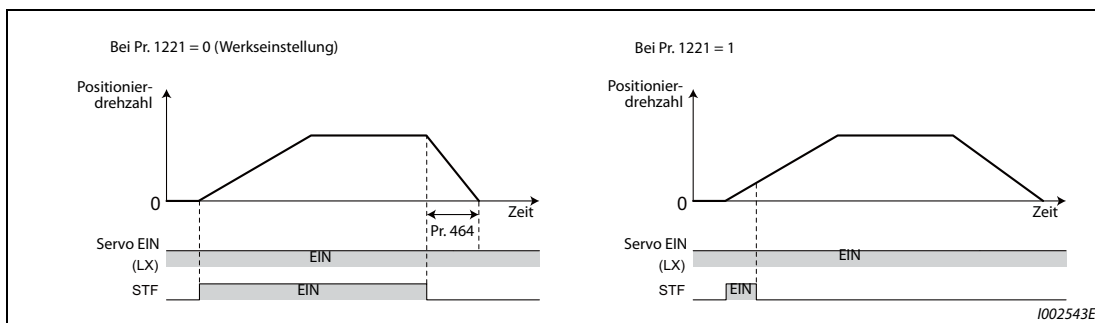 Bei Pr. 1221 = 0 (Werkseinstellung)
Positionier-
drehzahl
0
Zeit
Pr. 464
Servo EIN
(LX)
EIN
STF
EIN
Bei Pr. 1221 = 1
Positionier-
drehzahl
0
Zeit
Servo EIN
(LX)
EIN
STF
EIN
I002543E